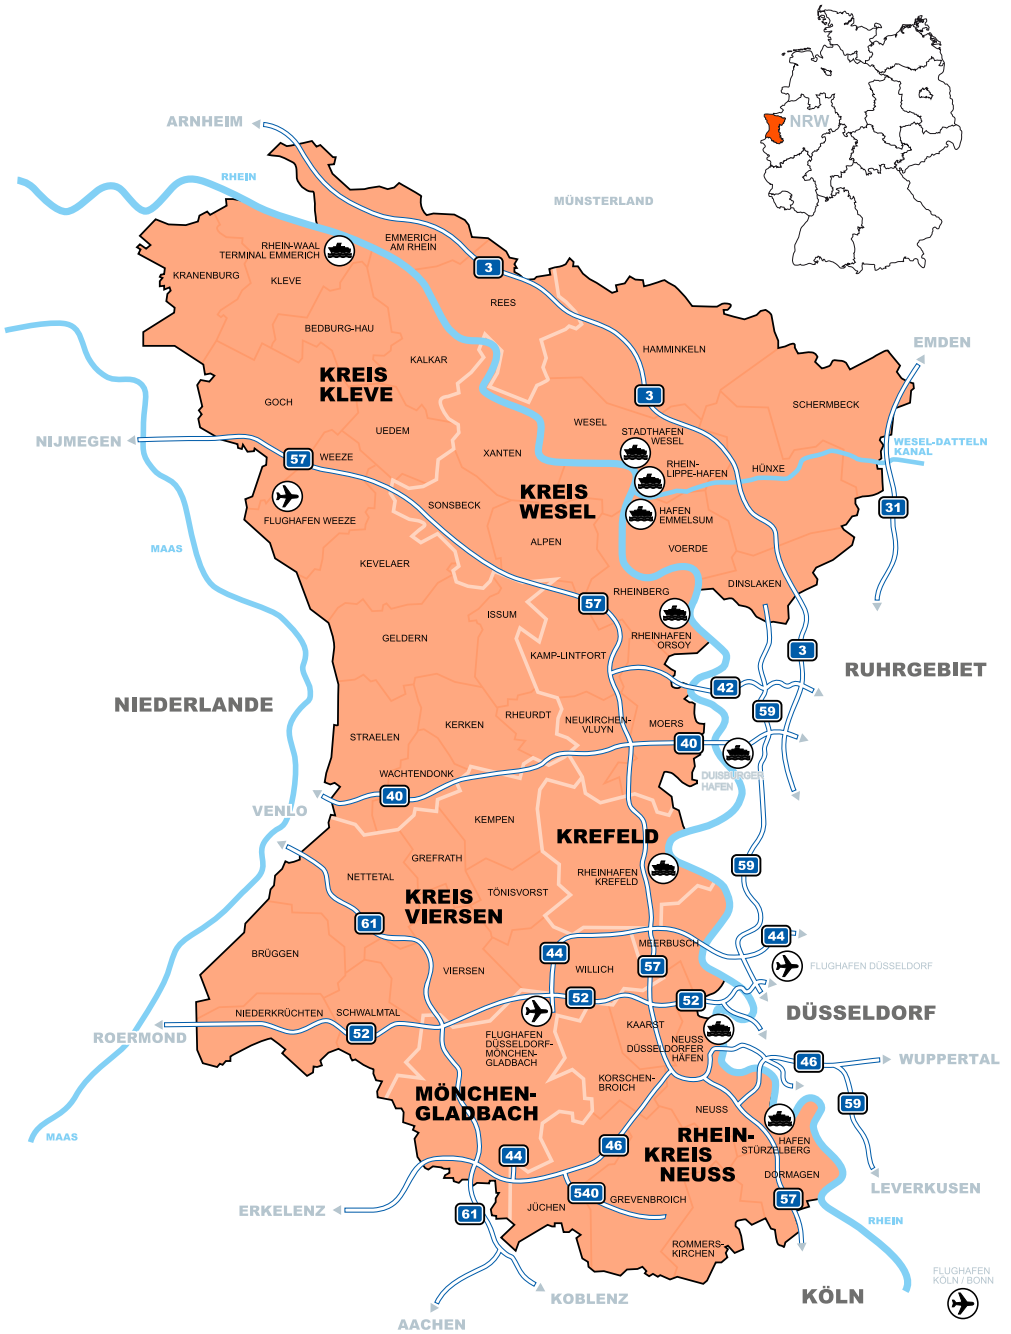 NRW
ARNHEIM
RHEIN
MÜNSTERLAND
EMMERICH
AM RHEIN
RHEIN-WAAL
TERMINAL EMMERICH
KRANENBURG
KLEVE
3
REES
BEDBURG-HAU
HAMMINKELN
EMDEN
KALKAR
KREIS
KLEVE
3
SCHERMBECK
GOCH
UEDEM
WESEL
STADTHAFEN
WESEL
NIJMEGEN
WESEL-DATTELN
KANAL
57
WEEZE
XANTEN
RHEIN-
LIPPE-HAFEN
HÜNXE
KREIS
WESEL
SONSBECK
31
FLUGHAFEN WEEZE
HAFEN
EMMELSUM
ALPEN
VOERDE
MAAS
KEVELAER
DINSLAKEN
RHEINBERG
57
ISSUM
GELDERN
RHEINHAFEN
ORSOY
3
KAMP-LINTFORT
RUHRGEBIET
42
NIEDERLANDE
59
RHEURDT
NEUKIRCHEN-
VLUYN
MOERS
KERKEN
STRAELEN
40
WACHTENDONK
DUISBURGER
HAFEN
40
VENLO
KEMPEN
KREFELD
GREFRATH
59
NETTETAL
RHEINHAFEN
KREFELD
KREIS
VIERSEN
TÖNISVORST
61
44
MEERBUSCH
BRÜGGEN
44
VIERSEN
WILLICH
57
FLUGHAFEN DÜSSELDORF
52
52
NIEDERKRÜCHTEN
SCHWALMTAL
DÜSSELDORF
KAARST
ROERMOND
52
FLUGHAFEN
DÜSSELDORF-
MÖNCHEN-
GLADBACH
NEUSS
DÜSSELDORFER
HÄFEN
46
WUPPERTAL
KORSCHEN-
BROICH
MÖNCHEN-
GLADBACH
59
NEUSS
MAAS
RHEIN-
KREIS
NEUSS
HAFEN
STÜRZELBERG
46
44
DORMAGEN
LEVERKUSEN
540
GREVENBROICH
57
JÜCHEN
ERKELENZ
61
RHEIN
ROMMERS-
KIRCHEN
FLUGHAFEN
KÖLN / BONN
KOBLENZ
KÖLN
AACHEN